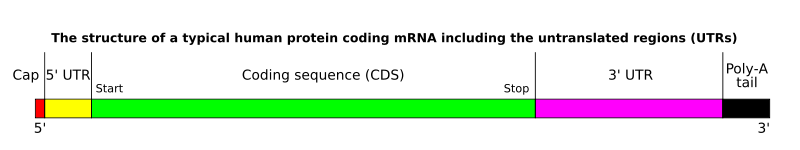 The structure of a typical human protein coding mRNA including the untranslated regions (UTRs)
Cap 5' UTR Coding sequence (CDS) 3' UTR Poly-A
tail
Start Stop
5' 3'